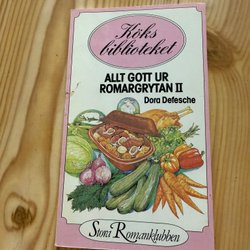 Köks
biblioteket
ALLT GOTT UR
ROMARGRYTAN II
Dora Defesche
Stora Romanklubben